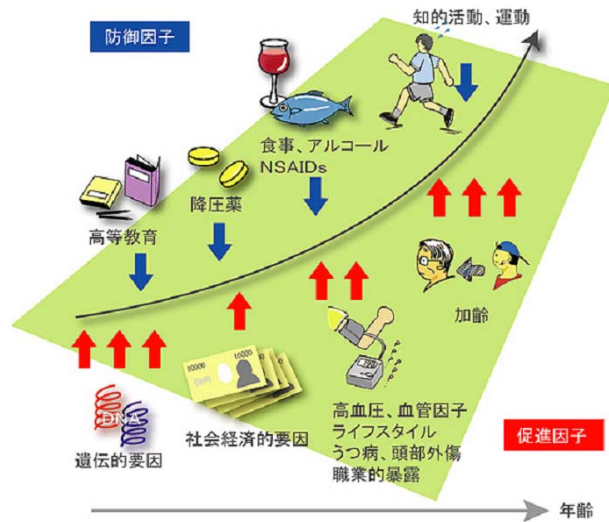 防御因子
知的活動、運動
食事、アルコール
NSAIDs
降圧薬
高等教育
加齢
10000
10000
DNA
遺伝的要因
社会経済的要因
高血圧、血管因子
ライフスタイル
うつ病、頭部外傷
職業的暴露
促進因子
年齢